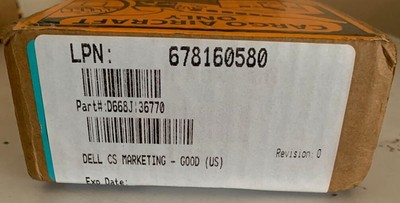 CARGO AIRCRAFT
ONLY
LPN: 678160580
Part#:D668J:36770
DELL CS MARKETING - GOOD (US)
Revision: 0
Exp Date: